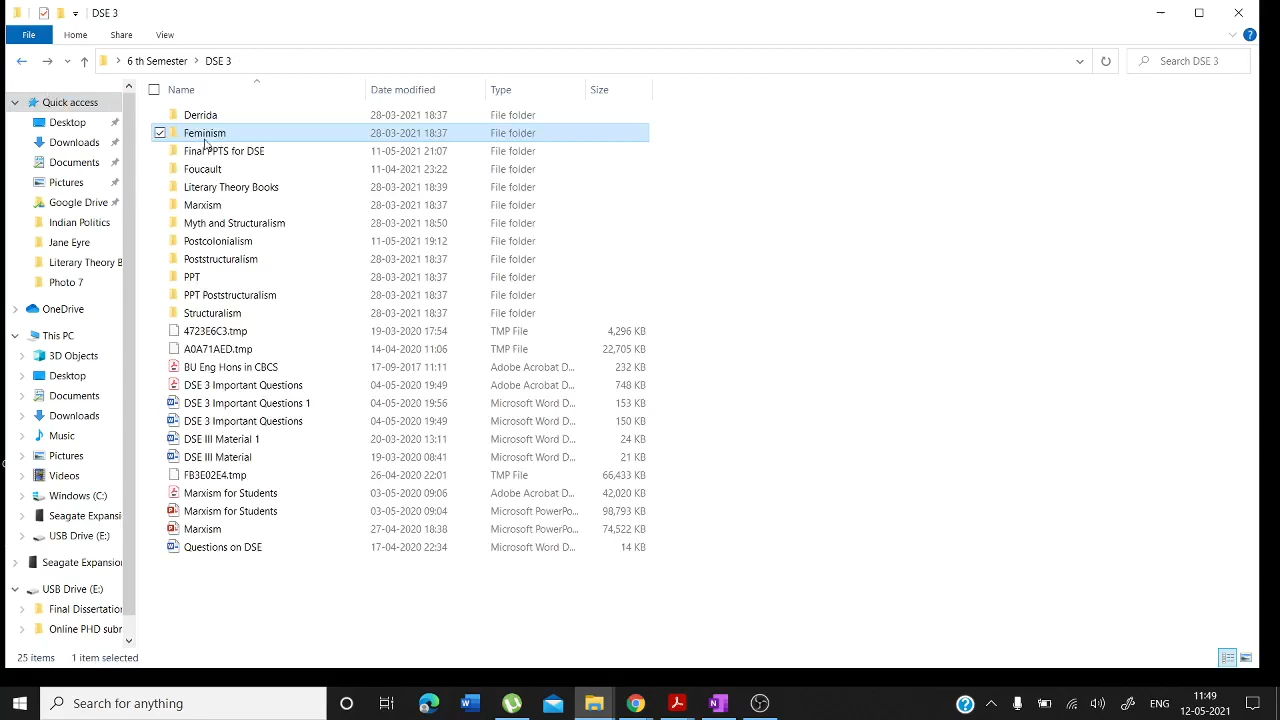 DSE 3
File Home Share View
6 th Semester DSE 3 Search DSE 3
Name Date modified Type Size
Quick access
Desktop
Downloads
Documents
Pictures
Google Drive
Indian Politics
Jane Eyre
Literary Theory B
Photo 7
OneDrive
This PC
3D Objects
Desktop
Documents
Downloads
Music
Pictures
Videos
Windows (C:)
Seagate Expansi
USB Drive (E:)
Seagate Expansion
USB Drive (E:)
Final Dissertation
Online PHD subr
Derrida 28-03-2021 18:37 File folder
Feminism 28-03-2021 18:37 File folder
Final PPTS for DSE 11-05-2021 21:07 File folder
Foucault 11-04-2021 23:22 File folder
Literary Theory Books 28-03-2021 18:39 File folder
Marxism 28-03-2021 18:37 File folder
Myth and Structuralism 28-03-2021 18:50 File folder
Postcolonialism 11-05-2021 19:12 File folder
Poststructuralism 28-03-2021 18:37 File folder
PPT 28-03-2021 18:37 File folder
PPT Poststructuralism 28-03-2021 18:37 File folder
Structuralism 28-03-2021 18:37 File folder
4723E6C3.tmp 19-03-2020 17:54 TMP File 4,296 KB
A0A71AED.tmp 14-04-2020 11:06 TMP File 22,705 KB
BU Eng Hons in CBCS 17-09-2017 11:11 Adobe Acrobat D... 232 KB
DSE 3 Important Questions 04-05-2020 19:49 Adobe Acrobat D... 748 KB
DSE 3 Important Questions 1 04-05-2020 19:56 Microsoft Word D... 153 KB
DSE 3 Important Questions 04-05-2020 19:49 Microsoft Word D... 150 KB
DSE III Material 1 20-03-2020 13:11 Microsoft Word D... 24 KB
DSE III Material 19-03-2020 08:41 Microsoft Word D... 21 KB
FB3E02E4.tmp 26-04-2020 22:01 TMP File 66,433 KB
Marxism for Students 03-05-2020 09:06 Adobe Acrobat D... 42,020 KB
Marxism for Students 03-05-2020 09:04 Microsoft PowerPo... 98,793 KB
Marxism 27-04-2020 18:38 Microsoft PowerPo... 74,522 KB
Questions on DSE 17-04-2020 22:34 Microsoft Word D... 14 KB
25 items 1 item selected
Search for anything
ENG
11:49
12-05-2021